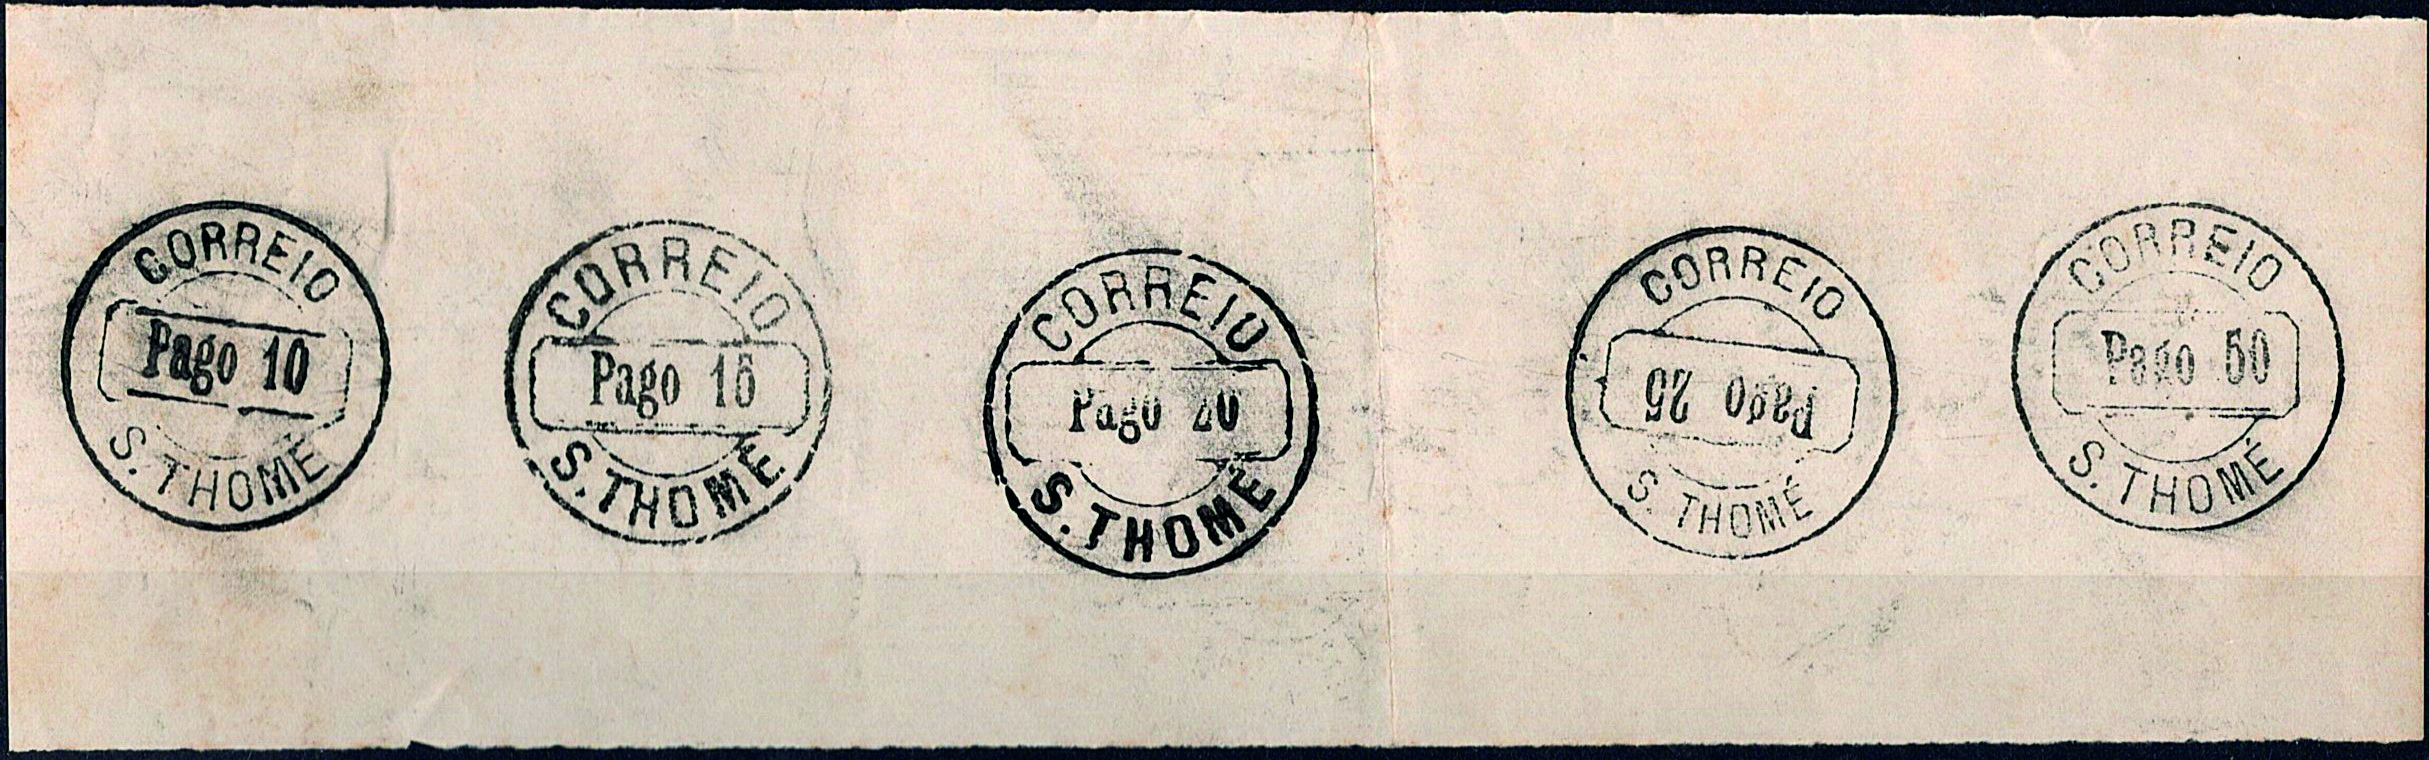 CORREIO
Pago 10
S. THOMÉ
CORREIO
Pago 15
S. THOMÉ
CORREIO
Pago 20
S. THOMÉ
CORREIO
Pago 25
S. THOMÉ
CORREIO
Pago 50
S. THOMÉ